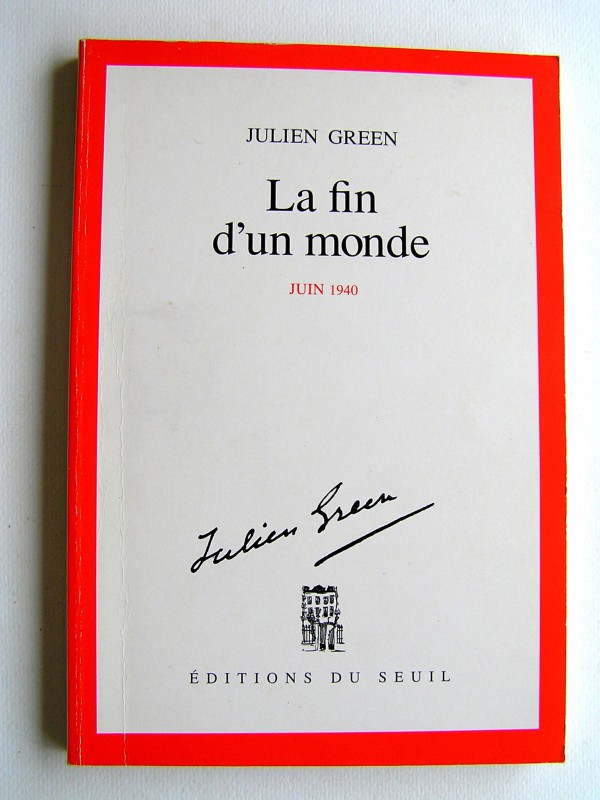 JULIEN GREEN
La fin
d'un monde
JUIN 1940
Julien Green
ÉDITIONS DU SEUIL